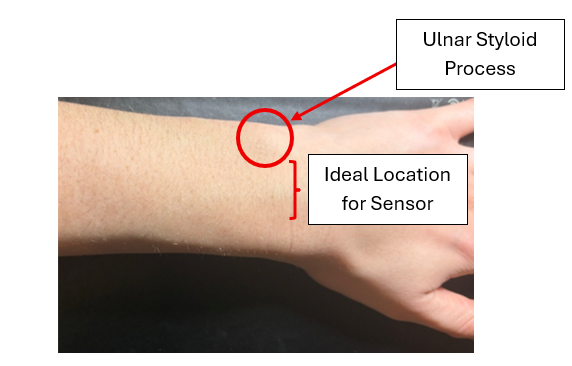 Ulnar Styloid
Process
Ideal Location
for Sensor